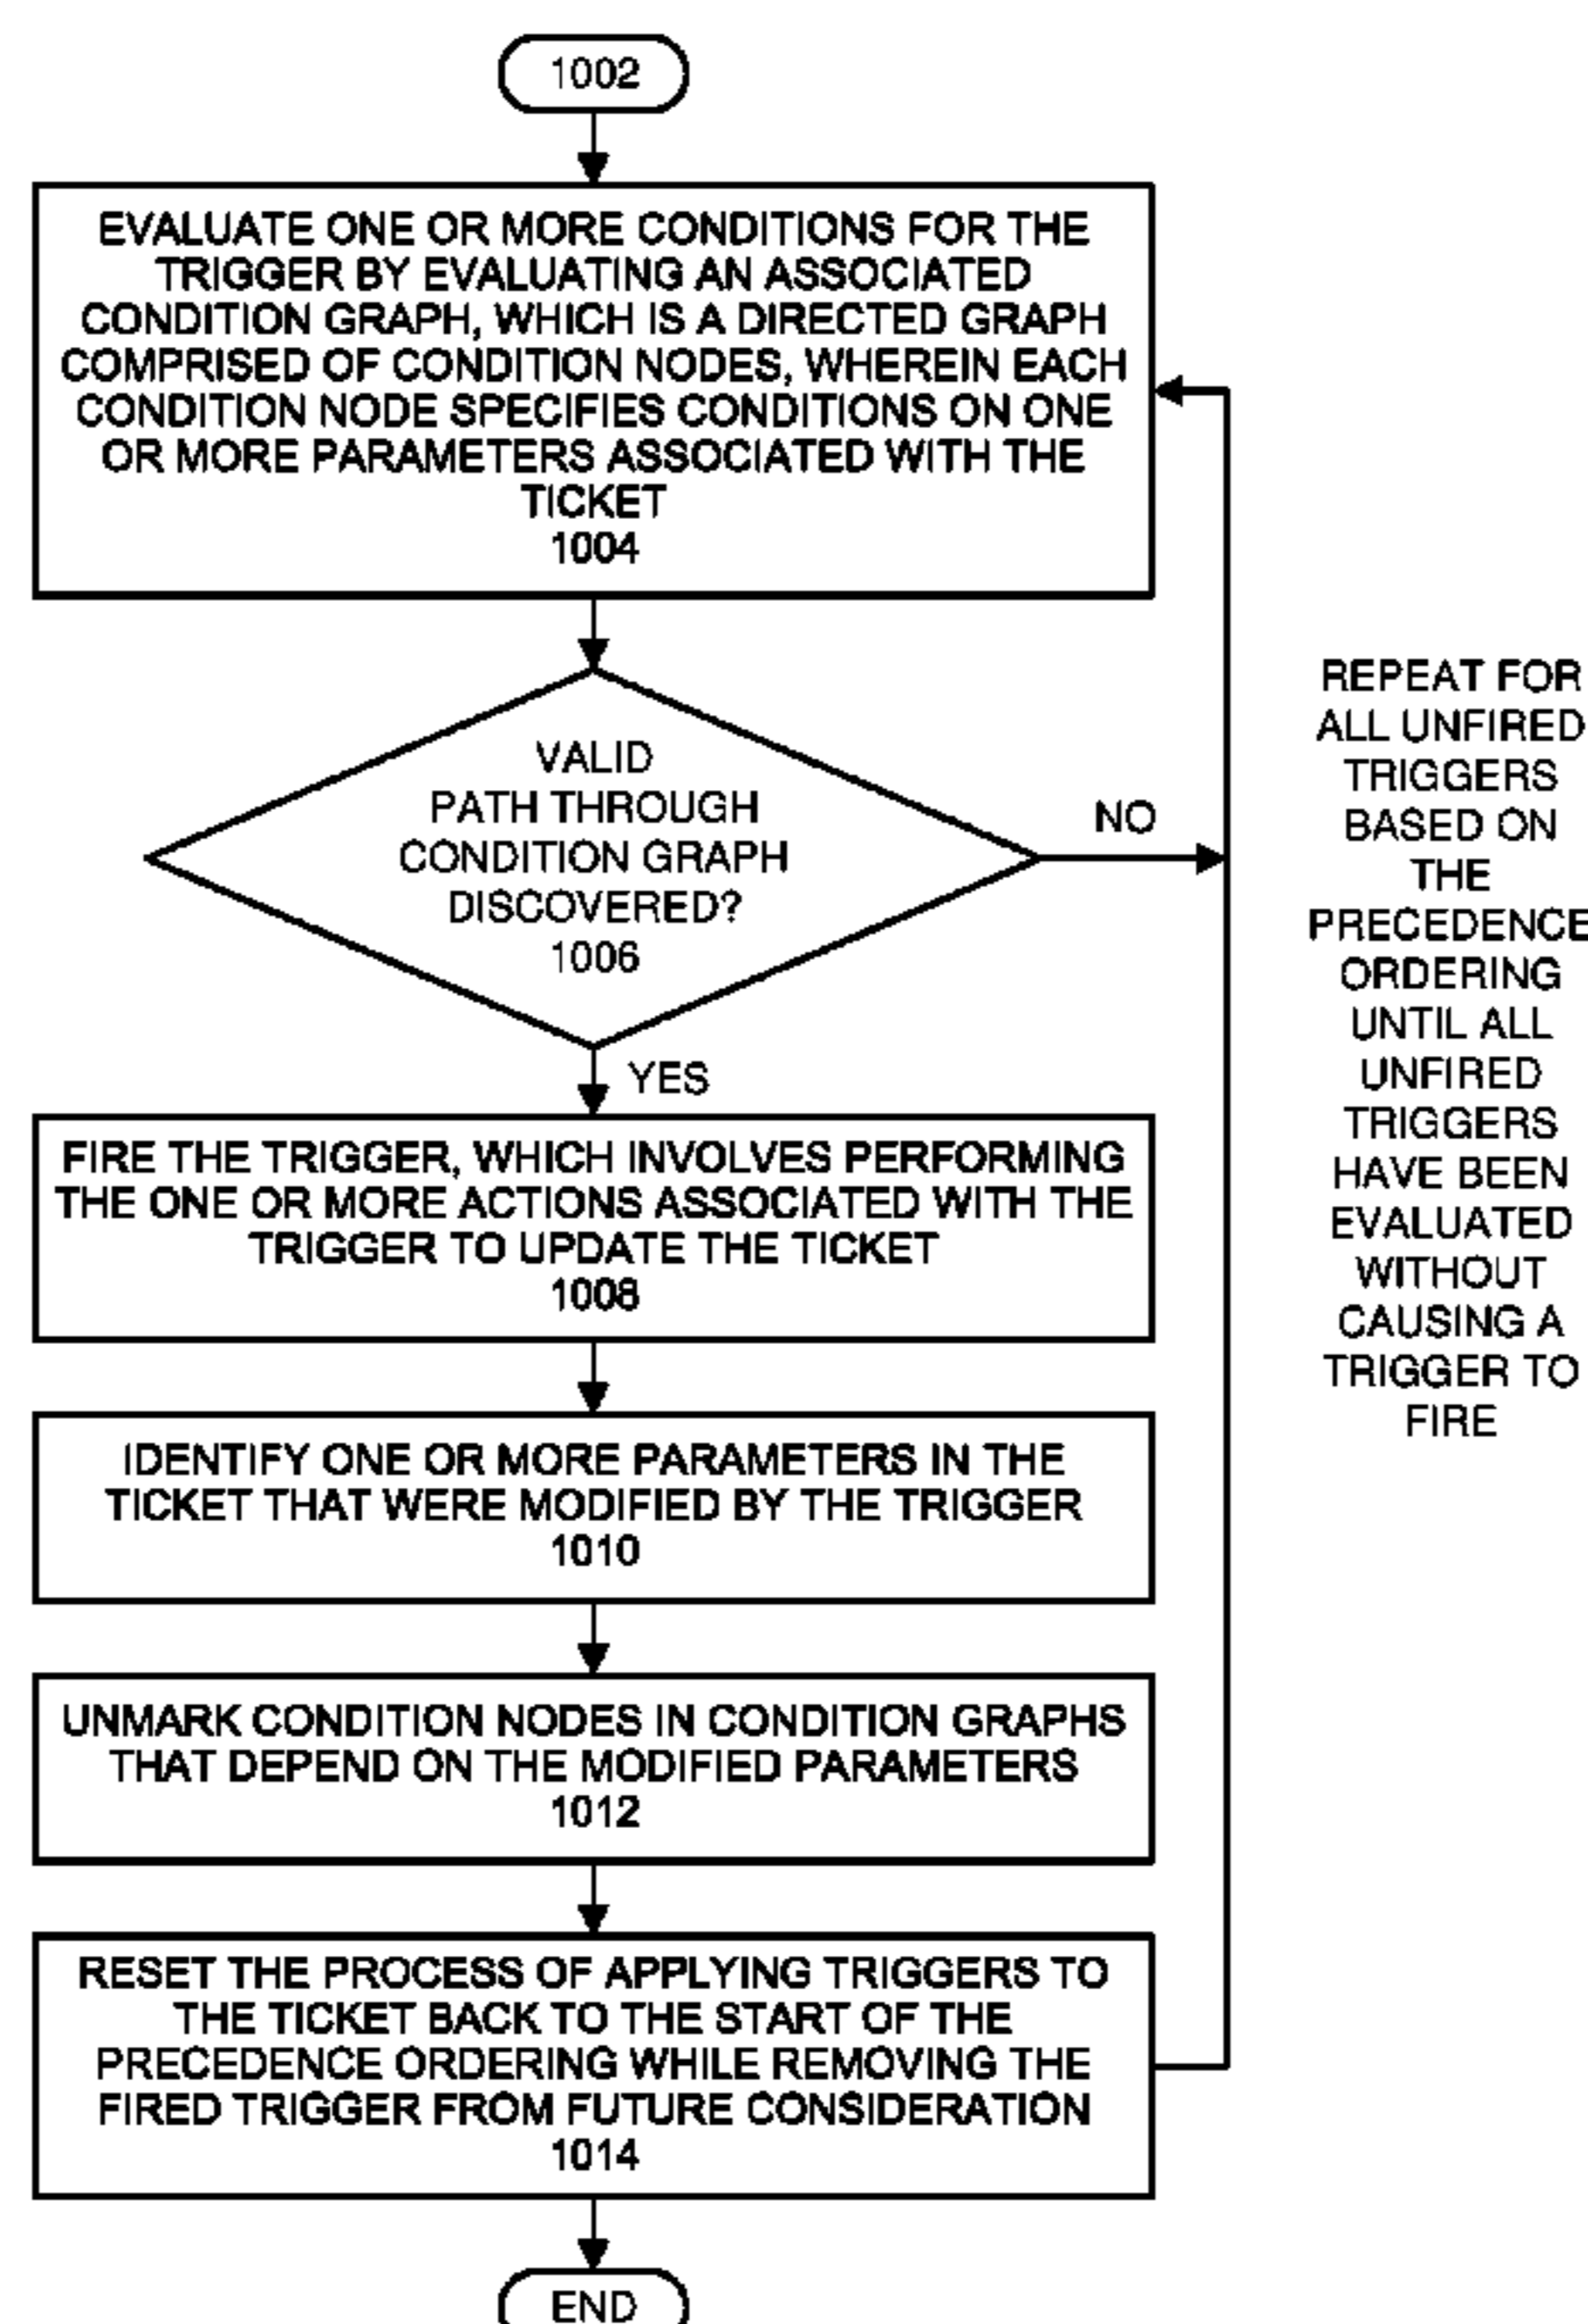 1002
EVALUATE ONE OR MORE CONDITIONS FOR THE
TRIGGER BY EVALUATING AN ASSOCIATED
CONDITION GRAPH, WHICH IS A DIRECTED GRAPH
COMPRISED OF CONDITION NODES, WHEREIN EACH
CONDITION NODE SPECIFIES CONDITIONS ON ONE
OR MORE PARAMETERS ASSOCIATED WITH THE
TICKET
1004
VALID
PATH THROUGH
CONDITION GRAPH
DISCOVERED?
1006
NO
YES
FIRE THE TRIGGER, WHICH INVOLVES PERFORMING
THE ONE OR MORE ACTIONS ASSOCIATED WITH THE
TRIGGER TO UPDATE THE TICKET
1008
IDENTIFY ONE OR MORE PARAMETERS IN THE
TICKET THAT WERE MODIFIED BY THE TRIGGER
1010
UNMARK CONDITION NODES IN CONDITION GRAPHS
THAT DEPEND ON THE MODIFIED PARAMETERS
1012
RESET THE PROCESS OF APPLYING TRIGGERS TO
THE TICKET BACK TO THE START OF THE
PRECEDENCE ORDERING WHILE REMOVING THE
FIRED TRIGGER FROM FUTURE CONSIDERATION
1014
END
REPEAT FOR
ALL UNFIRED
TRIGGERS
BASED ON
THE
PRECEDENCE
ORDERING
UNTIL ALL
UNFIRED
TRIGGERS
HAVE BEEN
EVALUATED
WITHOUT
CAUSING A
TRIGGER TO
FIRE